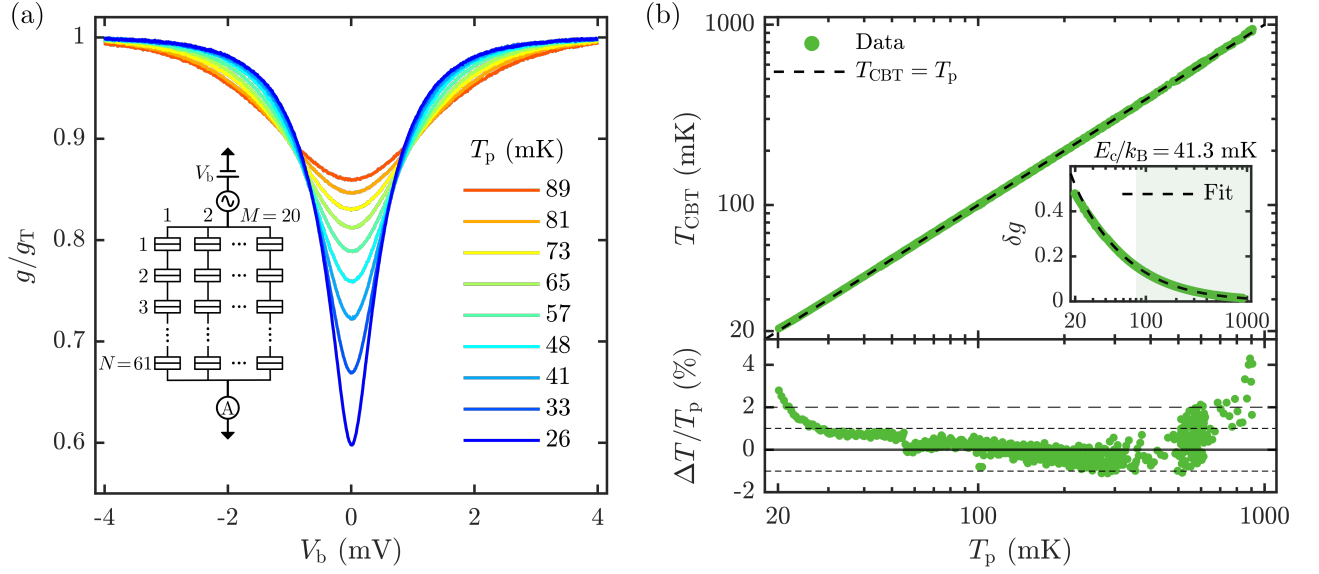 (a)
1
0.9
0.8
0.7
0.6
g/g_T
-4
-2
0
2
4
V_b (mV)
V_b
1
2
M = 20
1
2
3
N = 61
A
T_p (mK)
89
81
73
65
57
48
41
33
26
(b)
1000
100
20
T_CBT (mK)
Data
T_CBT = T_p
E_c/k_B = 41.3 mK
Fit
0.4
0.2
0
δg
20
100
1000
4
2
0
-2
ΔT/T_p (%)
20
100
1000
T_p (mK)